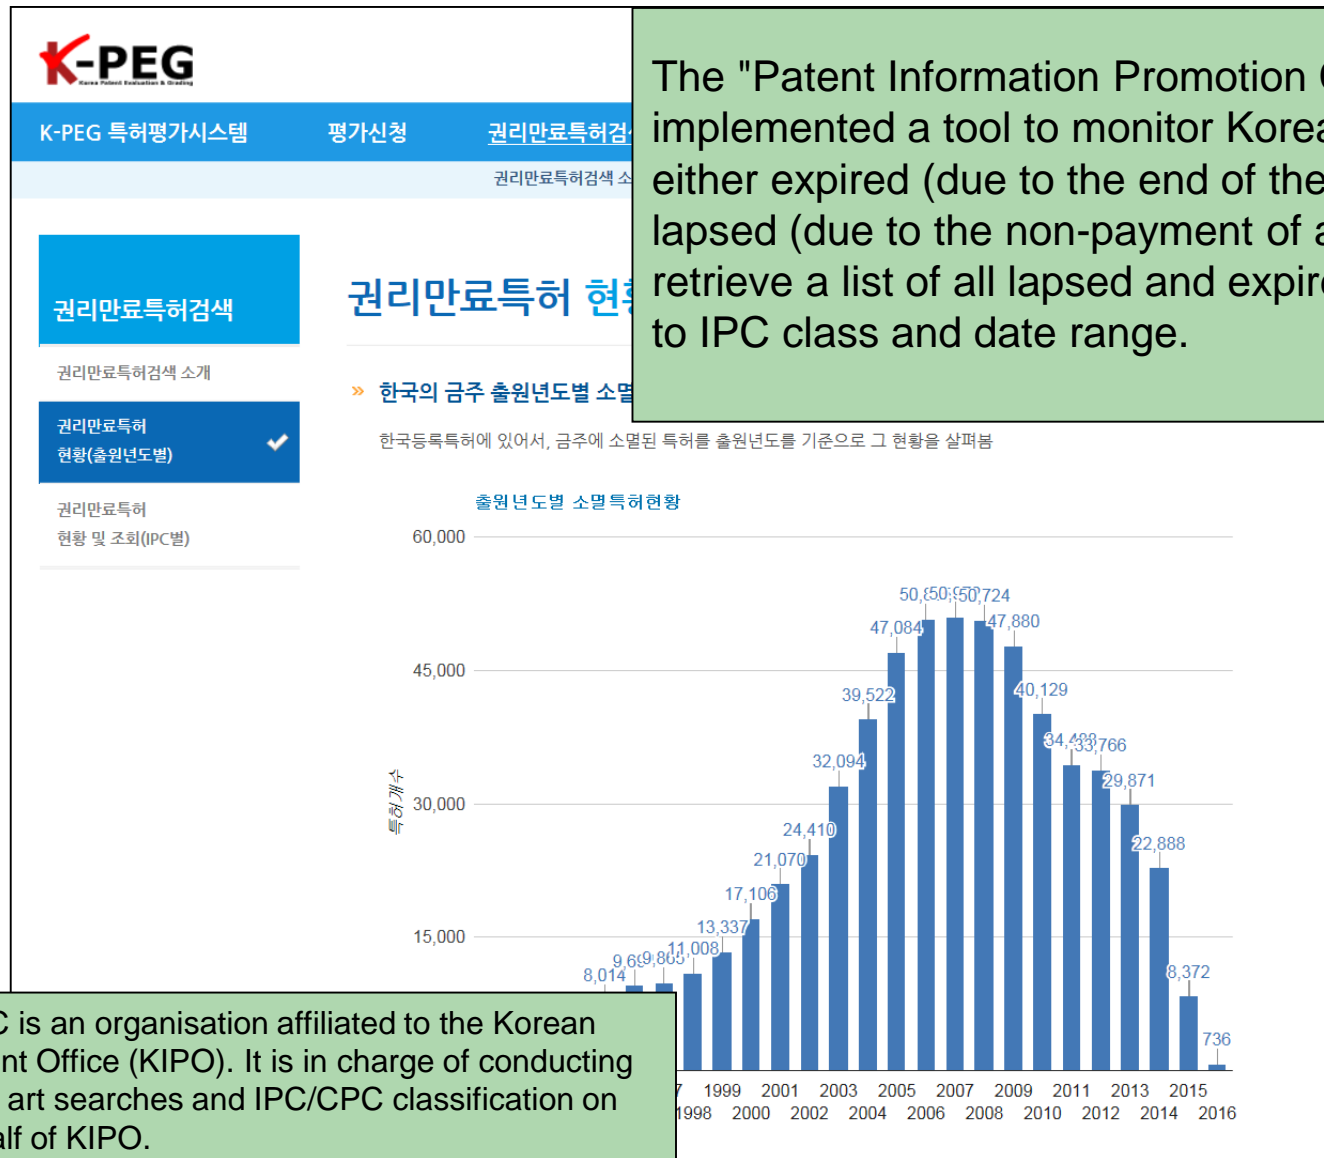 K-PEG
Korea Patent Evaluation & Grading
K-PEG 특허평가시스템
평가신청
권리만료특허검
권리만료특허검색 소
The "Patent Information Promotion
implemented a tool to monitor Korea
either expired (due to the end of the
lapsed (due to the non-payment of a
retrieve a list of all lapsed and expire
to IPC class and date range.
권리만료특허검색
권리만료특허검색 소개
권리만료특허
현황(출원년도별)
권리만료특허
현황 및 조회(IPC별)
권리만료특허 현
» 한국의 금주 출원년도별 소멸
한국등록특허에 있어서, 금주에 소멸된 특허를 출원년도를 기준으로 그 현황을 살펴봄
출원년도별 소멸특허현황
특허개수
60,000
45,000
30,000
15,000
8,014
11,008
13,337
17,106
21,070
24,410
32,094
39,522
47,084
50,724
47,880
40,129
33,766
29,871
22,888
8,372
736
7 1999 2001 2003 2005 2007 2009 2011 2013 2015
1998 2000 2002 2004 2006 2008 2010 2012 2014 2016
C is an organisation affiliated to the Korean
nt Office (KIPO). It is in charge of conducting
art searches and IPC/CPC classification on
alf of KIPO.